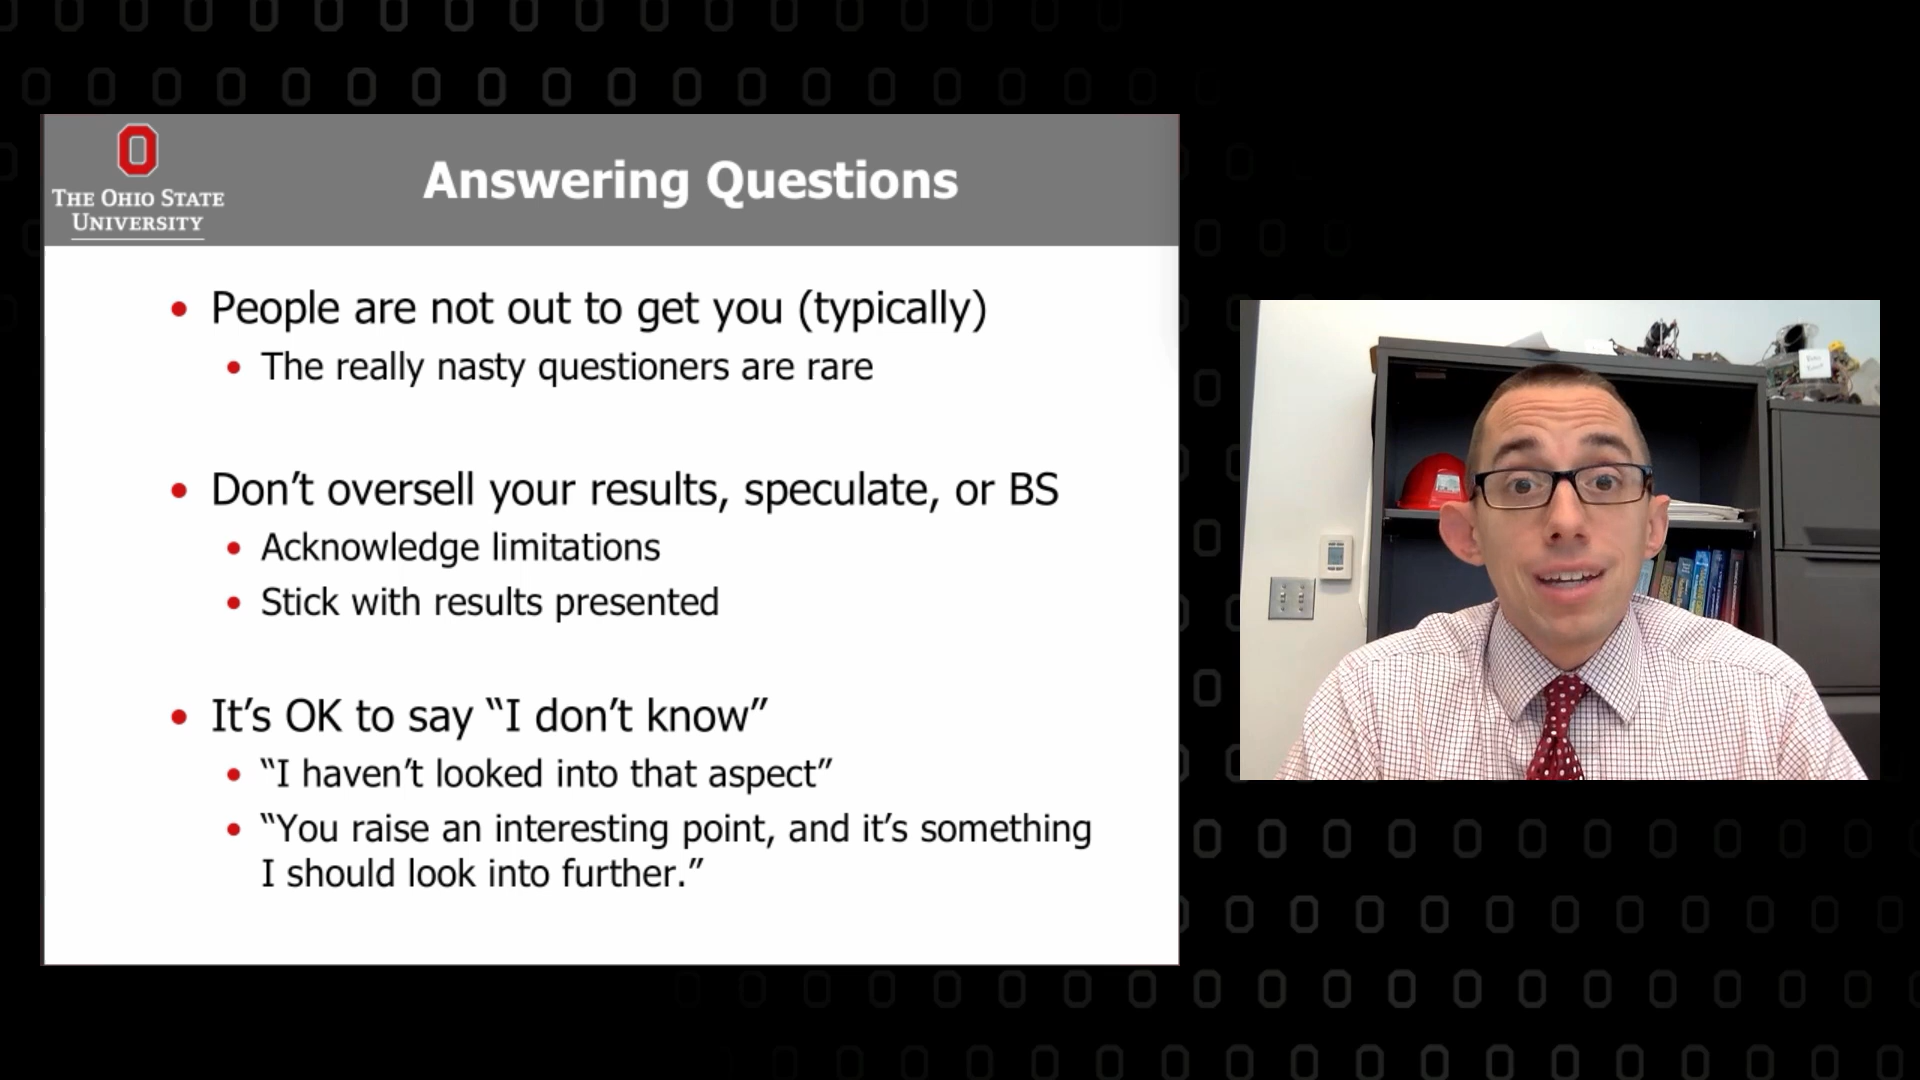 THE OHIO STATE
UNIVERSITY
Answering Questions
People are not out to get you (typically)
The really nasty questioners are rare
Don’t oversell your results, speculate, or BS
Acknowledge limitations
Stick with results presented
It’s OK to say “I don’t know”
“I haven’t looked into that aspect”
“You raise an interesting point, and it’s something
I should look into further.”